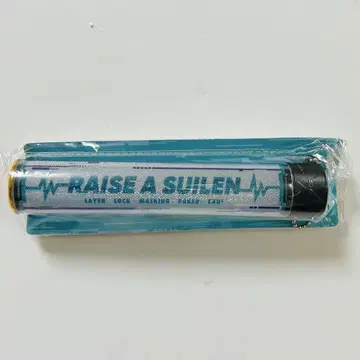 RAISE A SUILEN
LAYER LOCK MASKING PAREO CHU²